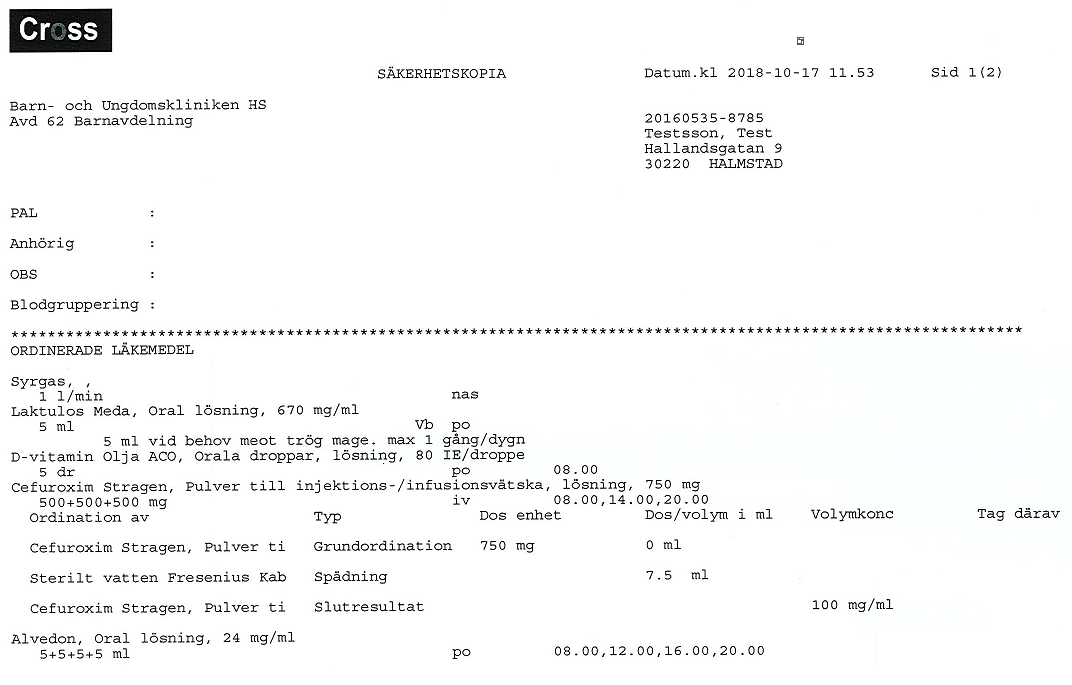 Cross
SÄKERHETSKOPIA Datum.kl 2018-10-17 11.53 Sid 1(2)
Barn- och Ungdomskliniken HS
Avd 62 Barnavdelning
20160535-8785
Testsson, Test
Hallandsgatan 9
30220 HALMSTAD
PAL :
Anhörig :
OBS :
Blodgruppering :
**************************************************************************************************************
ORDINERADE LÄKEMEDEL
Syrgas, ,
1 l/min nas
Laktulos Meda, Oral lösning, 670 mg/ml
5 ml Vb po
5 ml vid behov meot trög mage. max 1 gång/dygn
D-vitamin Olja ACO, Orala droppar, lösning, 80 IE/droppe
5 dr po 08.00
Cefuroxim Stragen, Pulver till injektions-/infusionsvätska, lösning, 750 mg
500+500+500 mg iv 08.00,14.00,20.00
Ordination av Typ Dos enhet Dos/volym i ml Volymkonc Tag därav
Cefuroxim Stragen, Pulver ti Grundordination 750 mg 0 ml
Sterilt vatten Fresenius Kab Spädning 7.5 ml
Cefuroxim Stragen, Pulver ti Slutresultat 100 mg/ml
Alvedon, Oral lösning, 24 mg/ml
5+5+5+5 ml po 08.00,12.00,16.00,20.00